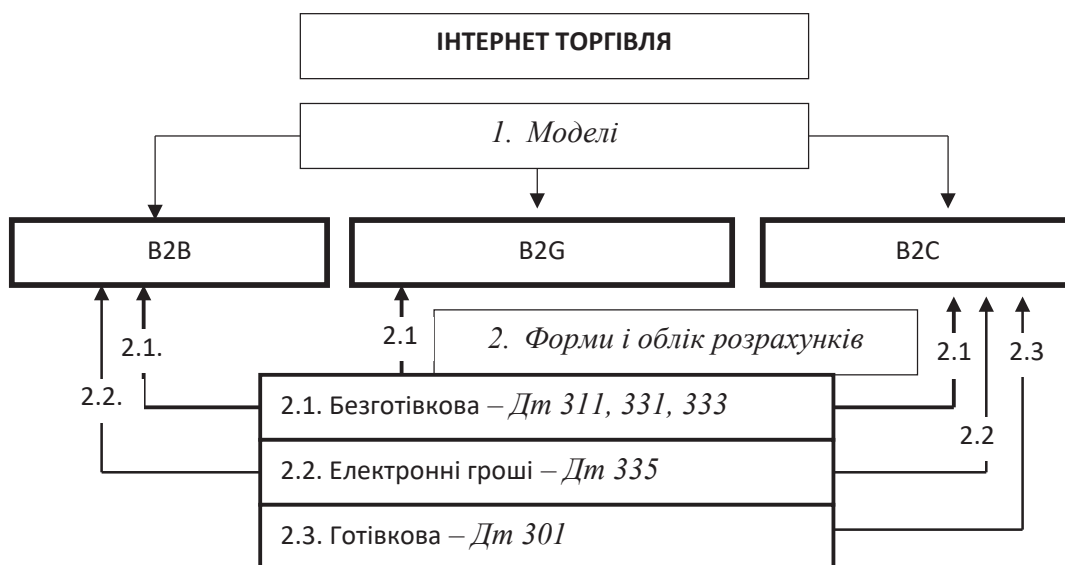 ІНТЕРНЕТ ТОРГІВЛЯ
1. Моделі
B2B
B2G
B2C
2.1.
2.1
2. Форми і облік розрахунків
2.1
2.3
2.2.
2.1. Безготівкова – Дт 311, 331, 333
2.2
2.2. Електронні гроші – Дт 335
2.3. Готівкова – Дт 301